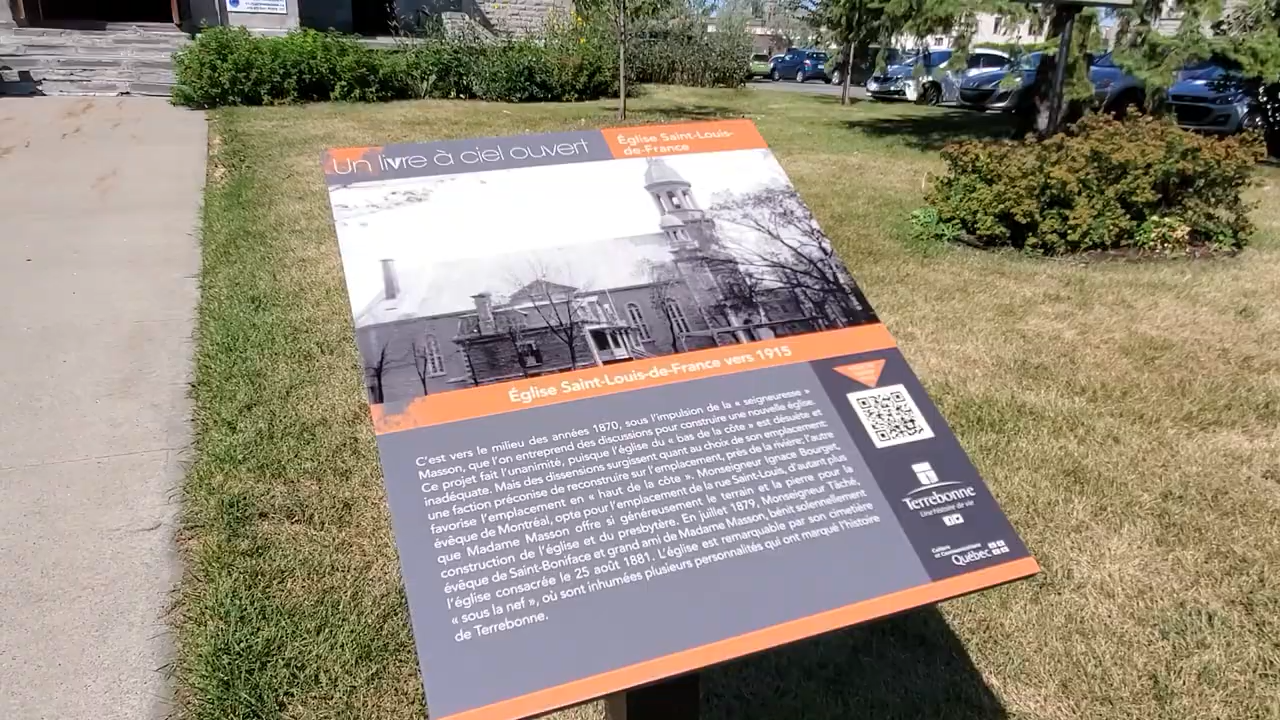 Un livre à ciel ouvert
Église Saint-Louis-
de-France
Église Saint-Louis-de-France vers 1915
C'est vers le milieu des années 1870, sous l'impulsion de la « seigneuresse »
Masson, que l'on entreprend des discussions pour construire une nouvelle église.
Ce projet fait l'unanimité, puisque l'église du « bas de la côte » est désuète et
inadéquate. Mais des dissensions surgissent quant au choix de son emplacement:
une faction préconise de reconstruire sur l'emplacement, près de la rivière; l'autre
favorise l'emplacement en « haut de la côte ». Monseigneur Ignace Bourget,
évêque de Montréal, opte pour l'emplacement de la rue Saint-Louis, d'autant plus
que Madame Masson offre si généreusement le terrain et la pierre pour la
construction de l'église et du presbytère. En juillet 1879, Monseigneur Taché,
évêque de Saint-Boniface et grand ami de Madame Masson, bénit solennellement
l'église consacrée le 25 août 1881. L'église est remarquable par son cimetière
« sous la nef », où sont inhumées plusieurs personnalités qui ont marqué l'histoire
de Terrebonne.
Terrebonne
Une histoire de vie
Culture
et Communications
Québec